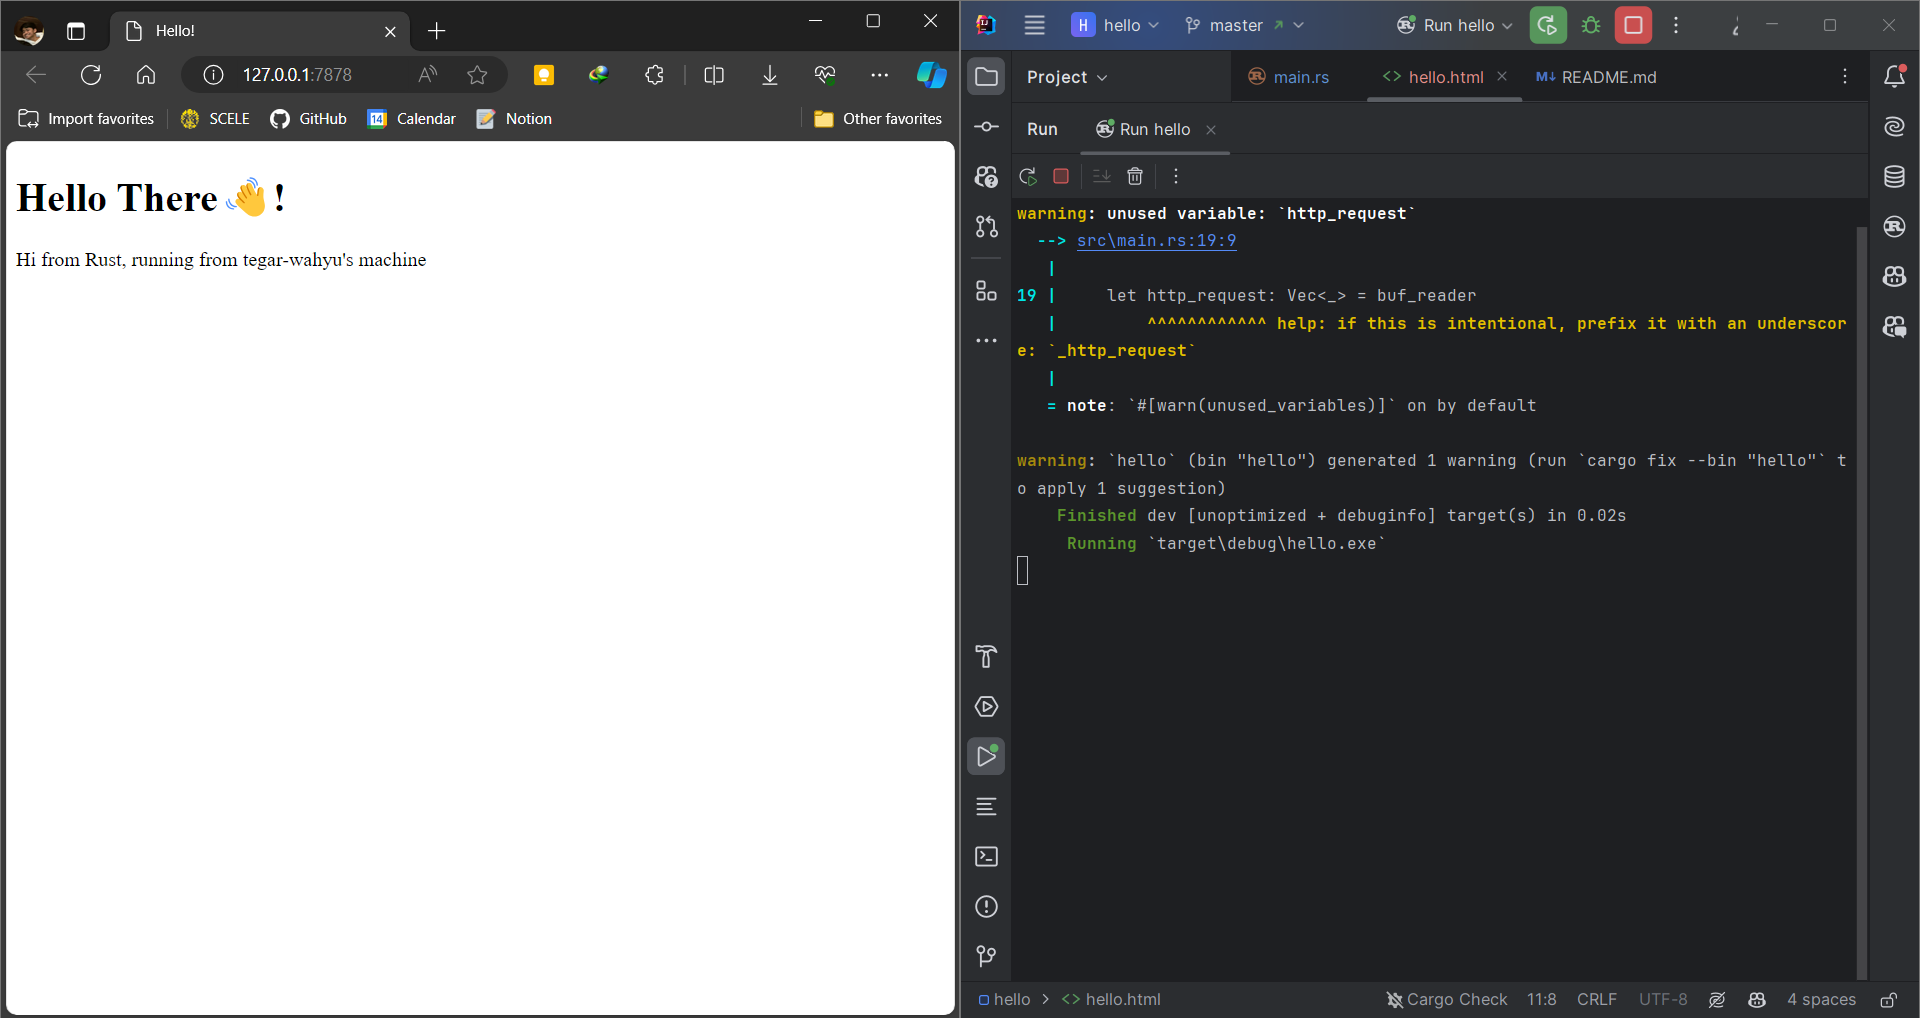 Hello!
127.0.0.1:7878
Import favorites
SCELE
GitHub
14
Calendar
Notion
Other favorites
Hello There 👋!
Hi from Rust, running from tegar-wahyu's machine
IJ
H hello
master
Run hello
Project
main.rs
<> hello.html
M↓ README.md
Run
Run hello
warning: unused variable: `http_request`
--> src\main.rs:19:9
|
19 |     let http_request: Vec<_> = buf_reader
|         ^^^^^^^^^^^^ help: if this is intentional, prefix it with an underscor
e: `_http_request`
|
= note: `#[warn(unused_variables)]` on by default
warning: `hello` (bin "hello") generated 1 warning (run `cargo fix --bin "hello"` t
o apply 1 suggestion)
Finished dev [unoptimized + debuginfo] target(s) in 0.02s
Running `target\debug\hello.exe`
hello > <> hello.html
Cargo Check
11:8
CRLF
UTF-8
4 spaces